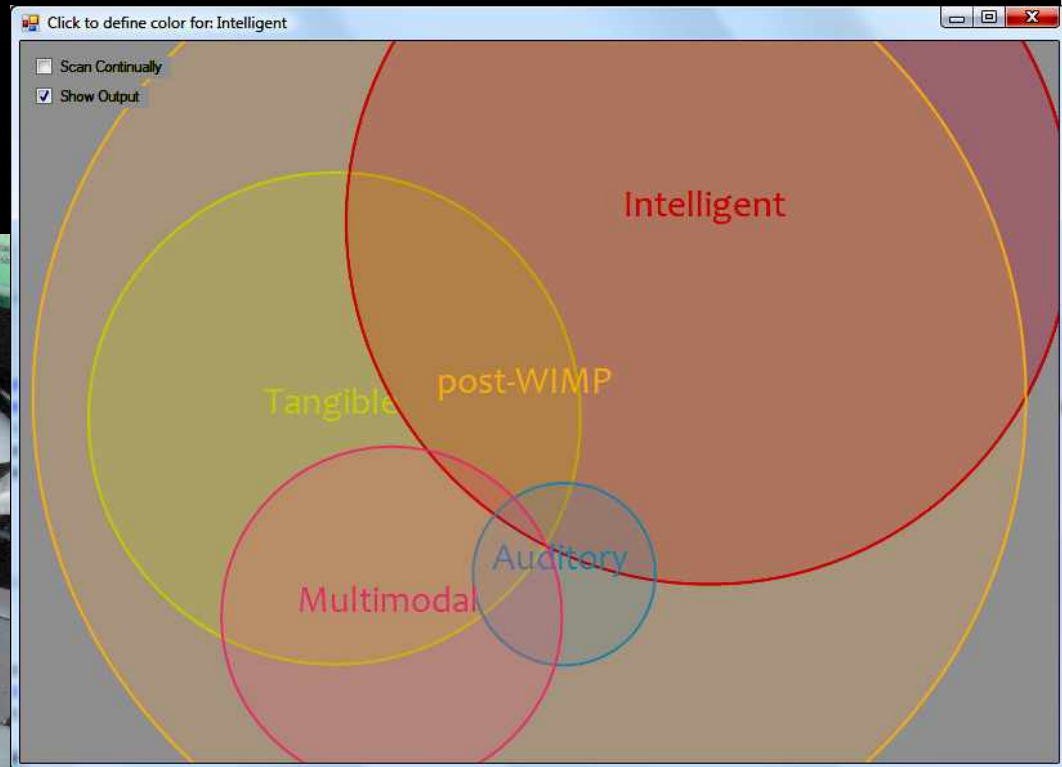 Click to define color for: Intelligent
Scan Continually
Show Output
Intelligent
post-WIMP
Tangible
Auditory
Multimodal